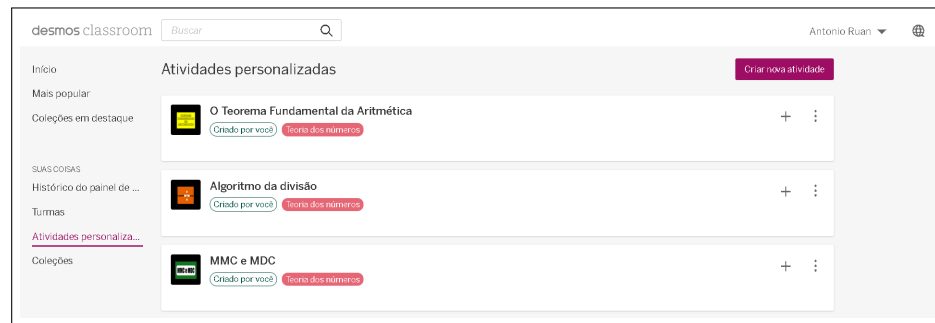 desmos classroom Buscar Antonio Ruan
Início
Mais popular
Coleções em destaque
SUAS COISAS
Histórico do painel de ...
Turmas
Atividades personaliza...
Coleções
Atividades personalizadas
Criar nova atividade
O Teorema Fundamental da Aritmética
Criado por você Teoria dos números
Algoritmo da divisão
Criado por você Teoria dos números
MMC e MDC
MMC e MDC
Criado por você Teoria dos números